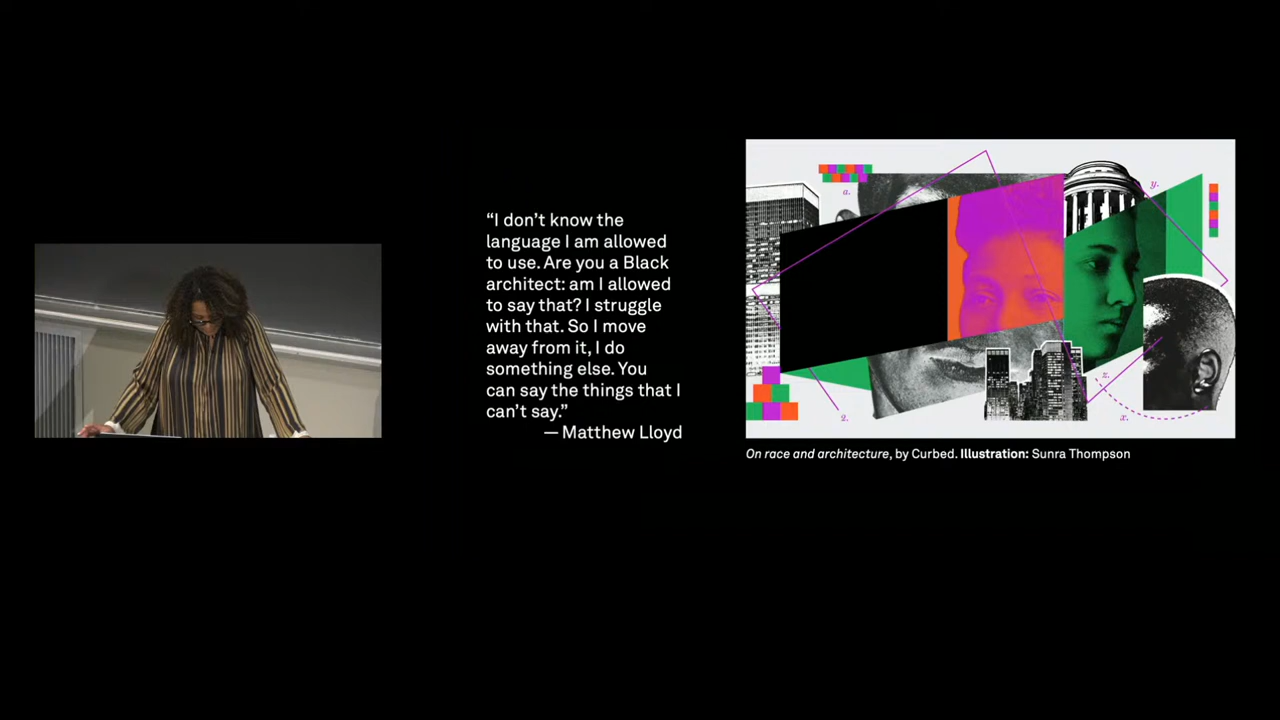 “I don’t know the
language I am allowed
to use. Are you a Black
architect: am I allowed
to say that? I struggle
with that. So I move
away from it, I do
something else. You
can say the things that I
can’t say.”
— Matthew Lloyd
a.
y.
z.
2.
x.
On race and architecture, by Curbed. Illustration: Sunra Thompson